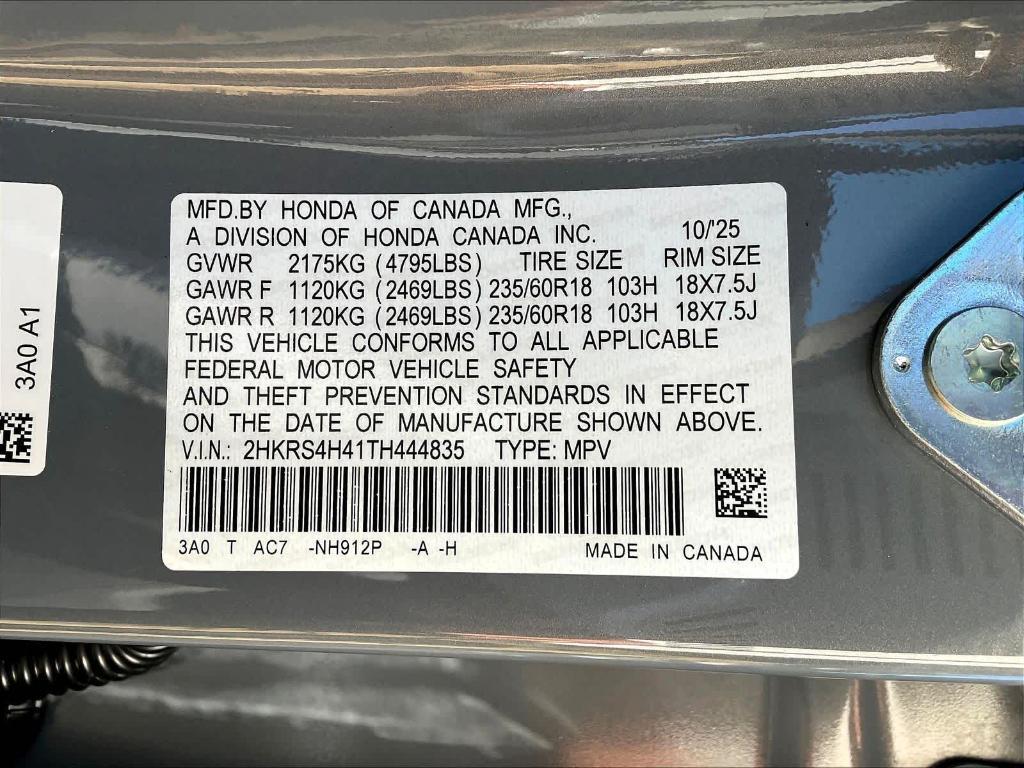 MFD.BY HONDA OF CANADA MFG.,
A DIVISION OF HONDA CANADA INC. 10/'25
GVWR 2175KG (4795LBS) TIRE SIZE RIM SIZE
GAWR F 1120KG (2469LBS) 235/60R18 103H 18X7.5J
GAWR R 1120KG (2469LBS) 235/60R18 103H 18X7.5J
THIS VEHICLE CONFORMS TO ALL APPLICABLE
FEDERAL MOTOR VEHICLE SAFETY
AND THEFT PREVENTION STANDARDS IN EFFECT
ON THE DATE OF MANUFACTURE SHOWN ABOVE.
V.I.N.: 2HKRS4H41TH444835 TYPE: MPV
3A0 T AC7 -NH912P -A -H MADE IN CANADA
3A0 A1